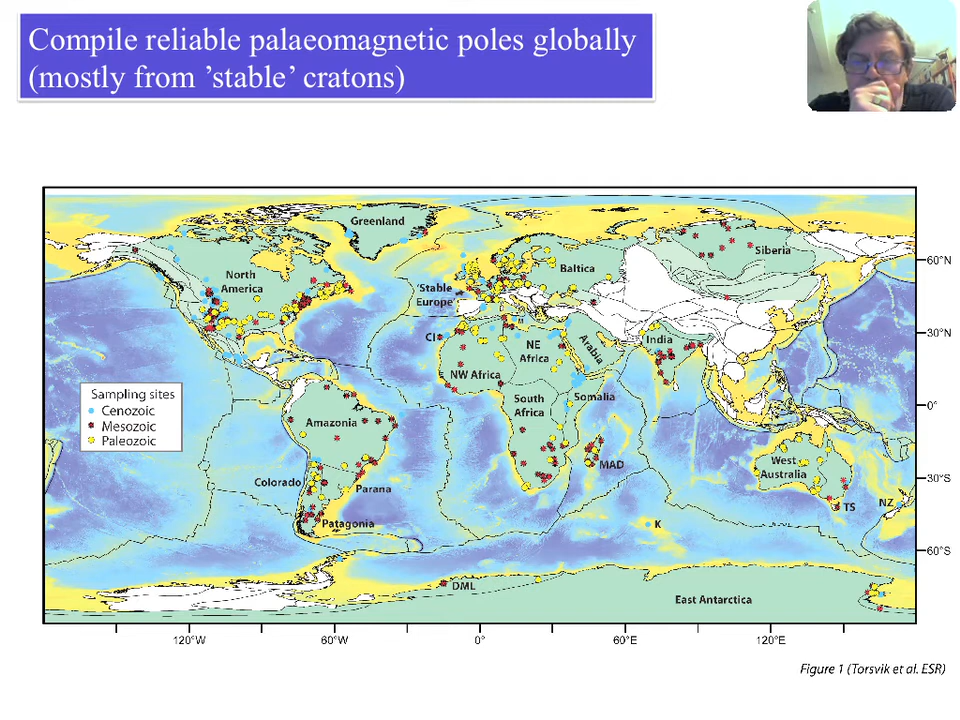 Compile reliable palaeomagnetic poles globally
(mostly from ’stable’ cratons)
Greenland
Siberia
North
America
Baltica
Stable
Europe
60°N
CI
NE
Africa
Arabia
India
30°N
NW Africa
Sampling sites
Cenozoic
Mesozoic
Paleozoic
South
Africa
Somalia
0°
Amazonia
West
Australia
MAD
Colorado
Parana
30°S
TS
NZ
Patagonia
K
60°S
DML
East Antarctica
120°W
60°W
0°
60°E
120°E
Figure 1 (Torsvik et al. ESR)